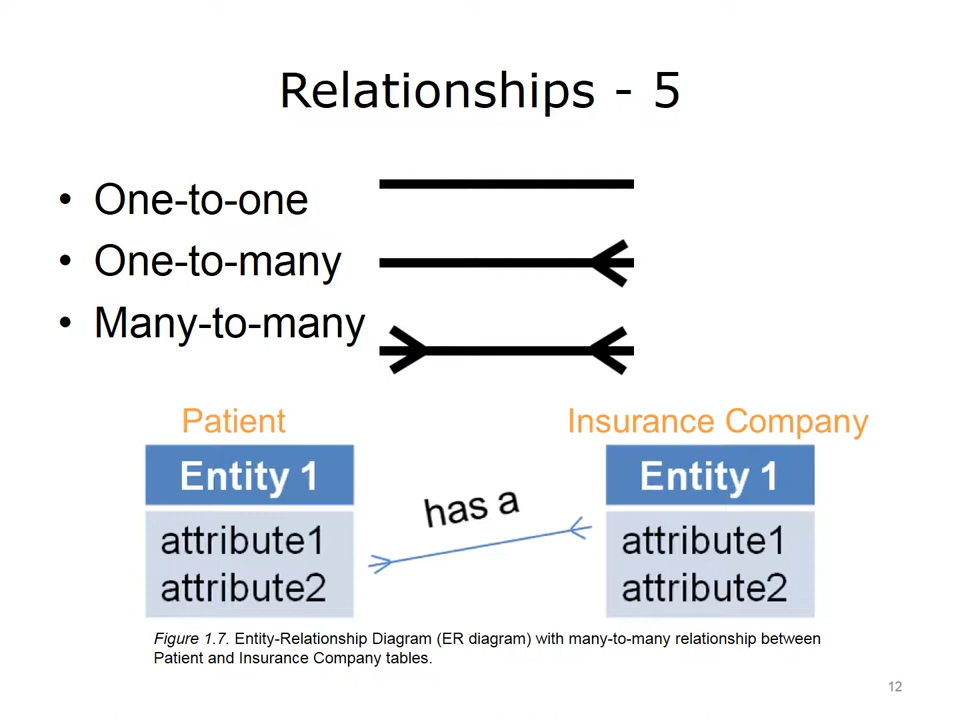 Relationships - 5
• One-to-one
• One-to-many
• Many-to-many
Patient
Insurance Company
Entity 1
Entity 1
has a
attribute1
attribute2
attribute1
attribute2
Figure 1.7. Entity-Relationship Diagram (ER diagram) with many-to-many relationship between
Patient and Insurance Company tables.
12